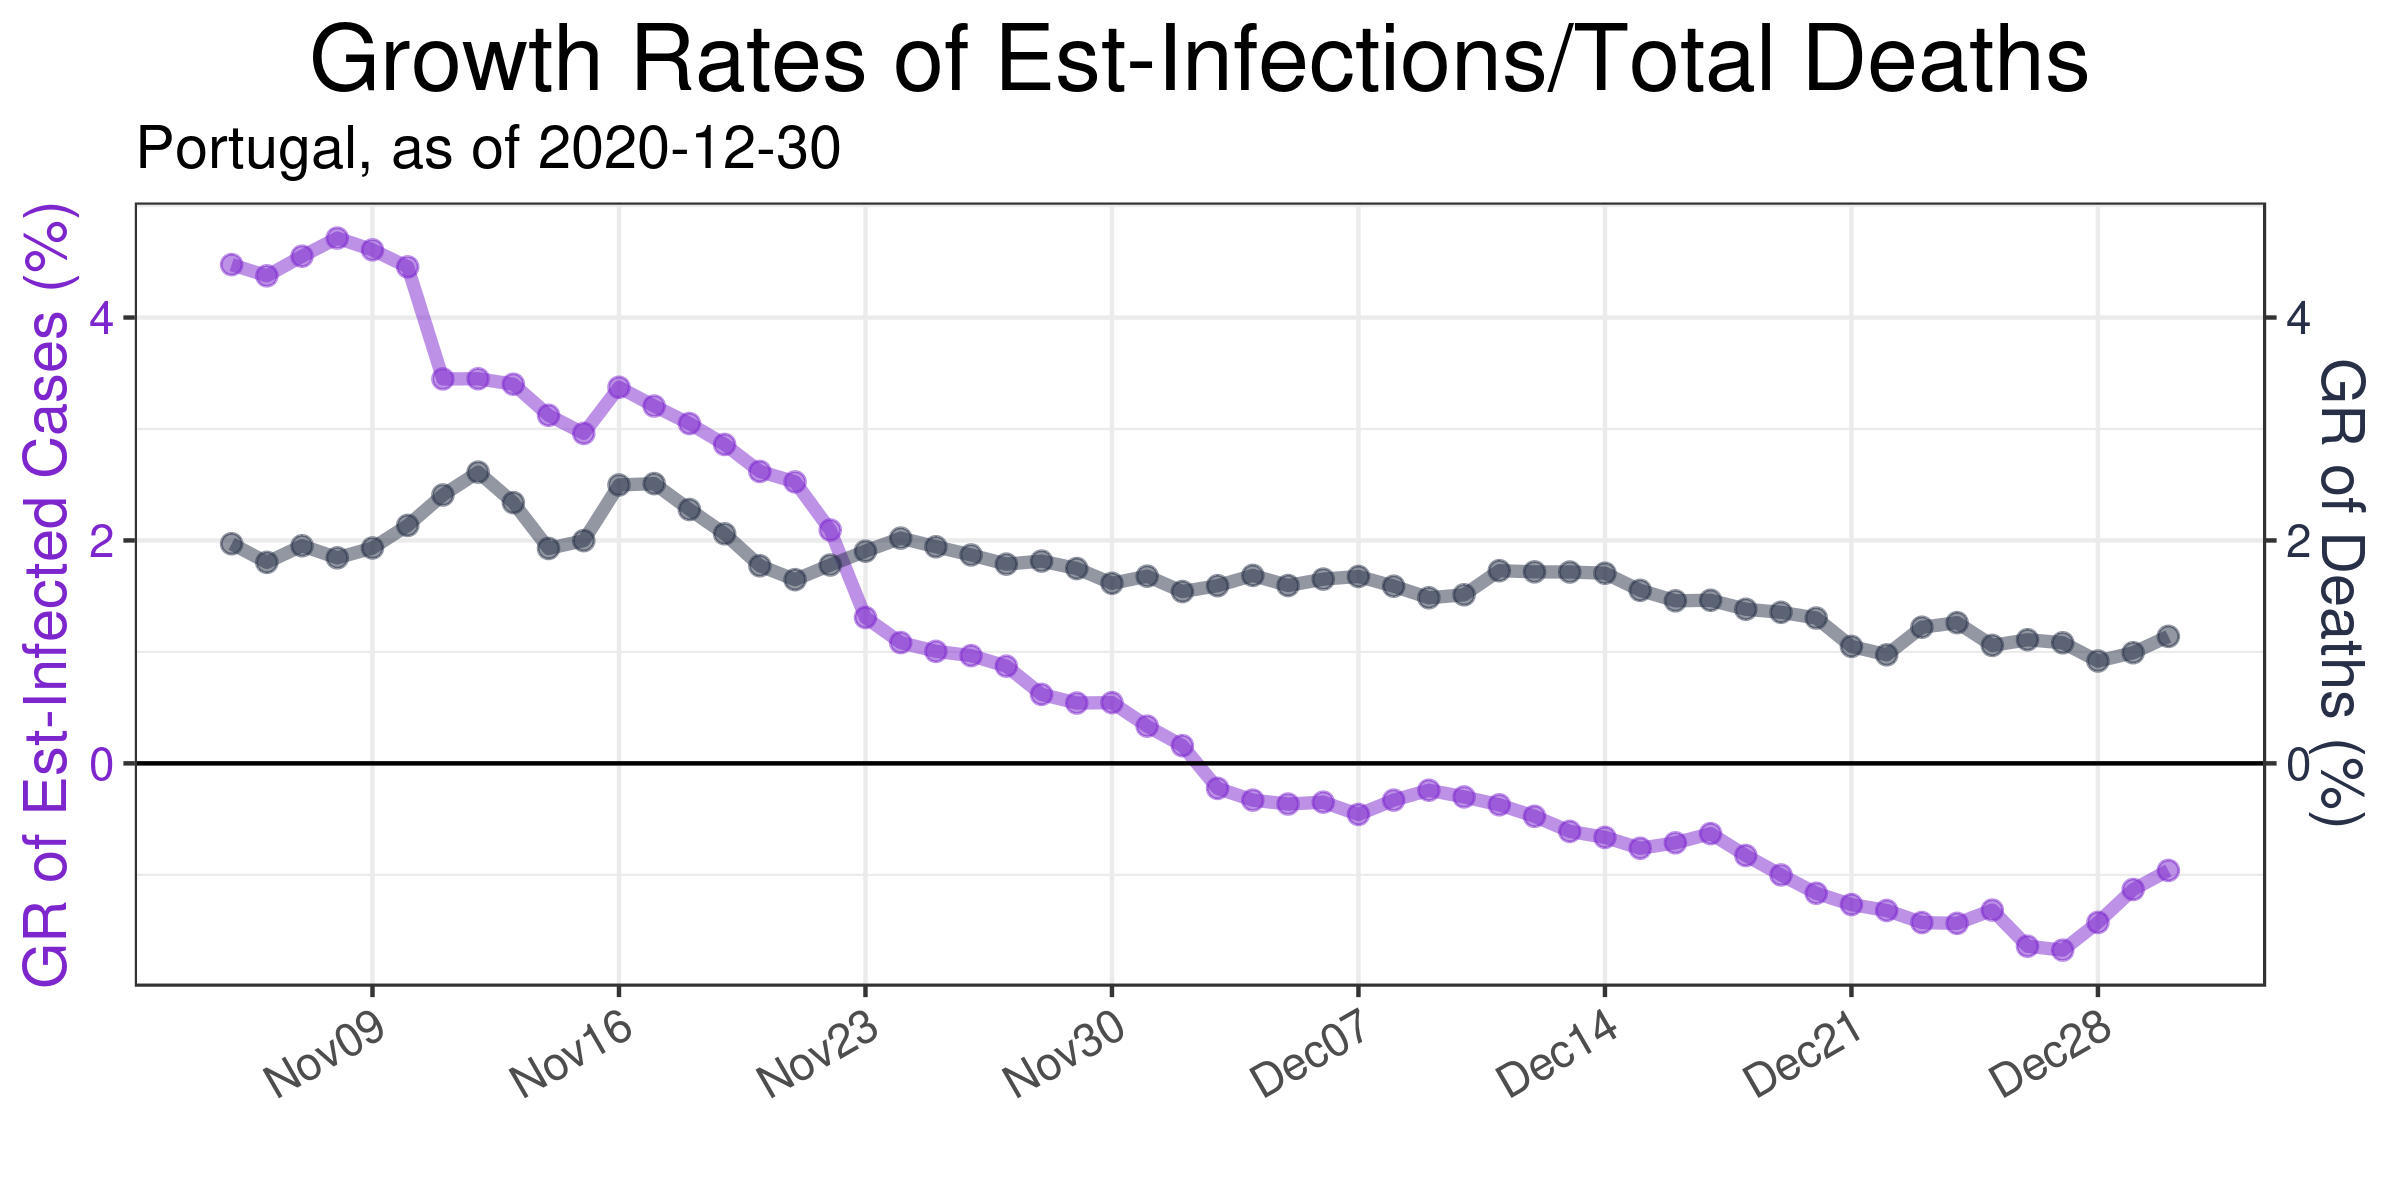 Growth Rates of Est-Infections/Total Deaths
Portugal, as of 2020-12-30
GR of Est-Infected Cases (%)
4
2
0
4
2
0
GR of Deaths (%)
Nov09
Nov16
Nov23
Nov30
Dec07
Dec14
Dec21
Dec28